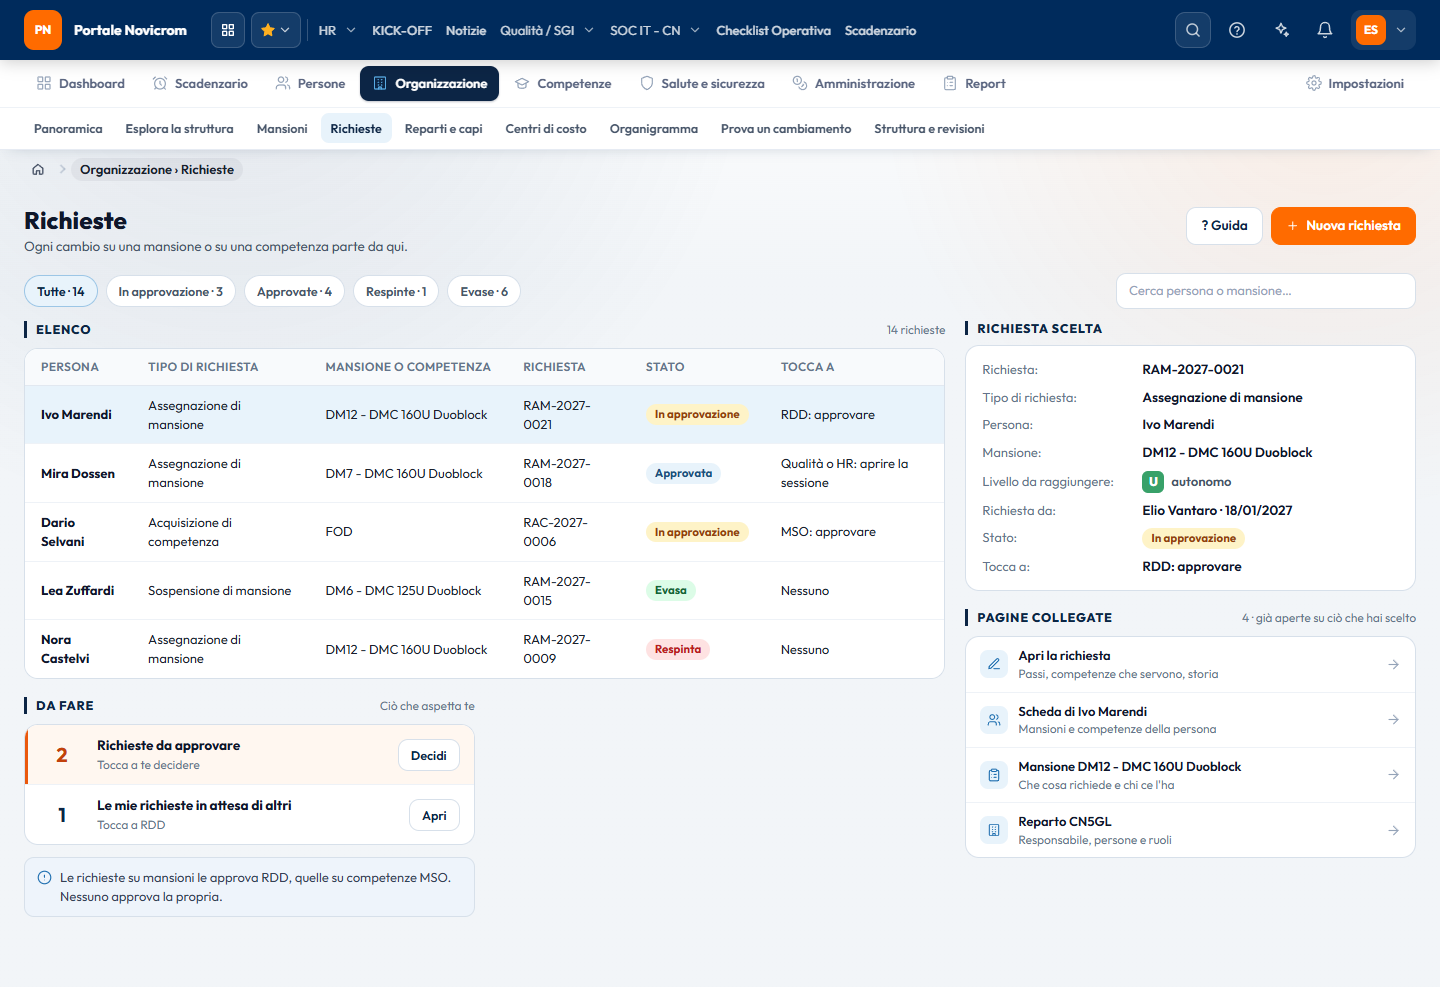 PN Portale Novicrom HR KICK-OFF Notizie Qualità / SGI SOC IT - CN Checklist Operativa Scadenzario ES
Dashboard Scadenzario Persone Organizzazione Competenze Salute e sicurezza Amministrazione Report Impostazioni
Panoramica Esplora la struttura Mansioni Richieste Reparti e capi Centri di costo Organigramma Prova un cambiamento Struttura e revisioni
Organizzazione › Richieste
Richieste
Ogni cambio su una mansione o su una competenza parte da qui.
? Guida
+ Nuova richiesta
Tutte · 14 In approvazione · 3 Approvate · 4 Respinte · 1 Evase · 6
Cerca persona o mansione...
ELENCO
14 richieste
PERSONA TIPO DI RICHIESTA MANSIONE O COMPETENZA RICHIESTA STATO TOCCA A
Ivo Marendi Assegnazione di mansione DM12 - DMC 160U Duoblock RAM-2027-0021 In approvazione RDD: approvare
Mira Dossen Assegnazione di mansione DM7 - DMC 160U Duoblock RAM-2027-0018 Approvata Qualità o HR: aprire la sessione
Dario Selvani Acquisizione di competenza FOD RAC-2027-0006 In approvazione MSO: approvare
Lea Zuffardi Sospensione di mansione DM6 - DMC 125U Duoblock RAM-2027-0015 Evasa Nessuno
Nora Castelvi Assegnazione di mansione DM12 - DMC 160U Duoblock RAM-2027-0009 Respinta Nessuno
DA FARE
Ciò che aspetta te
2 Richieste da approvare
Tocca a te decidere
Decidi
1 Le mie richieste in attesa di altri
Tocca a RDD
Apri
Le richieste su mansioni le approva RDD, quelle su competenze MSO.
Nessuno approva la propria.
RICHIESTA SCELTA
Richiesta: RAM-2027-0021
Tipo di richiesta: Assegnazione di mansione
Persona: Ivo Marendi
Mansione: DM12 - DMC 160U Duoblock
Livello da raggiungere: U autonomo
Richiesta da: Elio Vantaro · 18/01/2027
Stato: In approvazione
Tocca a: RDD: approvare
PAGINE COLLEGATE
4 · già aperte su ciò che hai scelto
Apri la richiesta
Passi, competenze che servono, storia
Scheda di Ivo Marendi
Mansioni e competenze della persona
Mansione DM12 - DMC 160U Duoblock
Che cosa richiede e chi ce l'ha
Reparto CN5GL
Responsabile, persone e ruoli